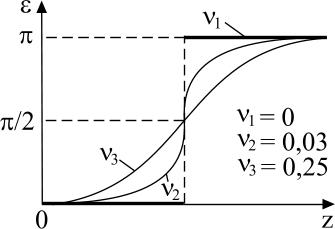 ε
ν₁
π
π/2
ν₁ = 0
ν₂ = 0,03
ν₃ = 0,25
ν₃
ν₂
0
z